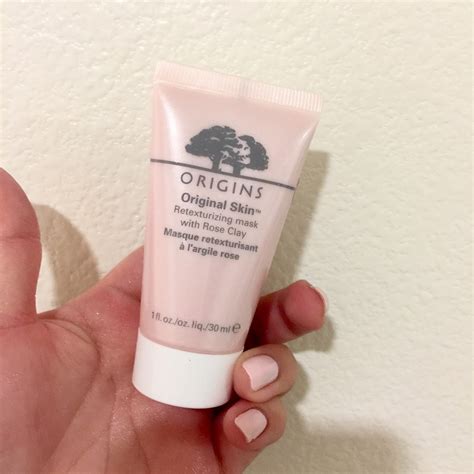 ORIGINS
Original Skin™
Retexturizing mask
with Rose Clay
Masque retexturisant
à l'argile rose
1 fl.oz./oz. liq./30 ml ℮